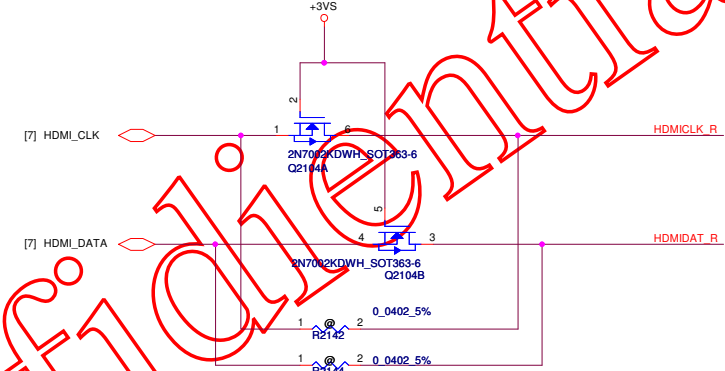 +3VS
2
[7] HDMI_CLK
1
6
HDMICLK_R
2N7002KDWH_SOT363-6
Q2104A
5
[7] HDMI_DATA
4
3
HDMIDAT_R
2N7002KDWH_SOT363-6
Q2104B
0_0402_5%
1 @ 2
R2142
1 @ 2 0_0402_5%
fidentia